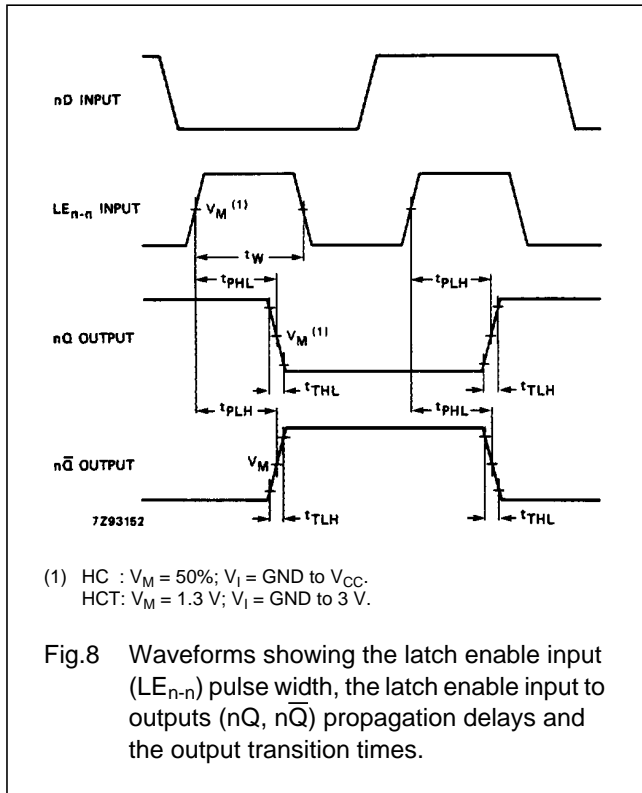 nD INPUT
LEn-n INPUT
VM (1)
tW
tPHL
tPLH
nQ OUTPUT
VM (1)
tTHL
tTLH
tPLH
tPHL
nQ̅ OUTPUT
VM
tTLH
tTHL
7Z93152
(1) HC : VM = 50%; VI = GND to VCC.
HCT: VM = 1.3 V; VI = GND to 3 V.
Fig.8 Waveforms showing the latch enable input
(LEn-n) pulse width, the latch enable input to
outputs (nQ, nQ̅) propagation delays and
the output transition times.